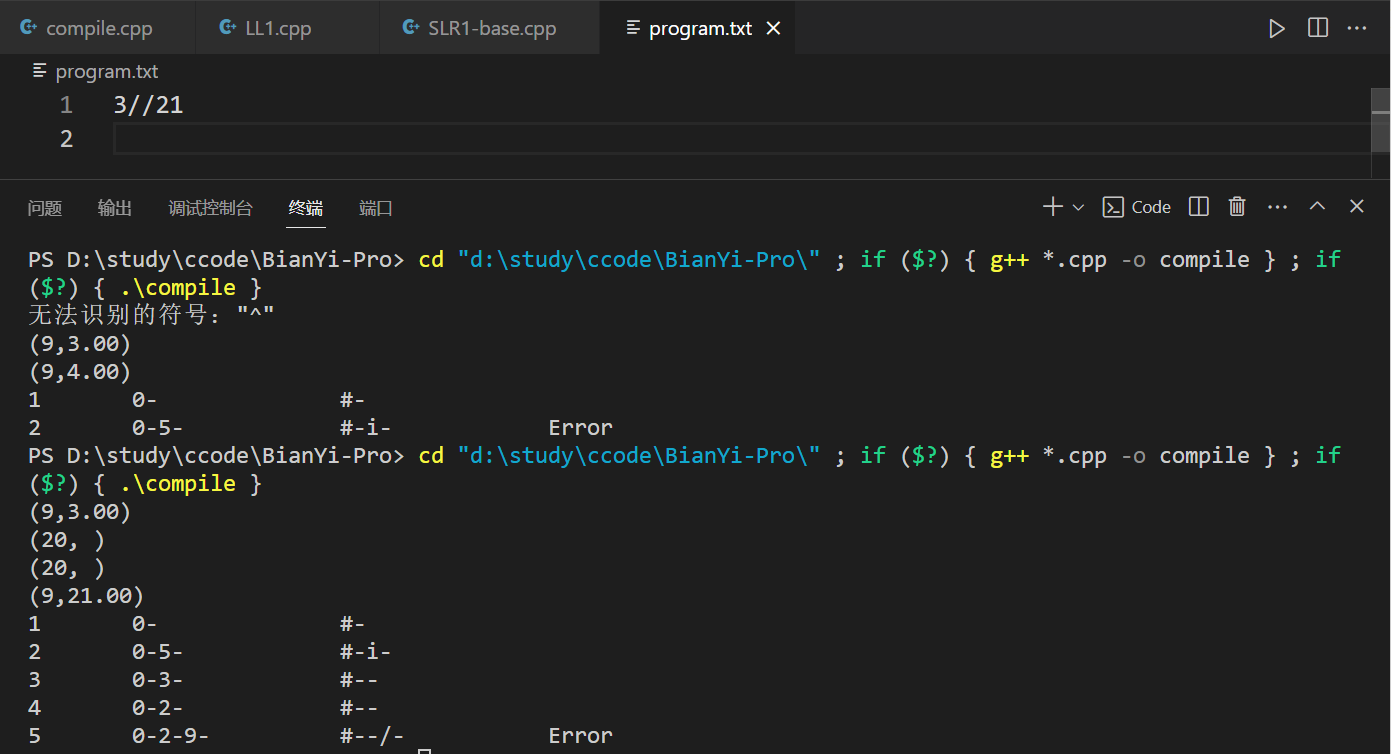 compile.cpp LL1.cpp SLR1-base.cpp program.txt
program.txt
1 3//21
2
问题 输出 调试控制台 终端 端口 Code
PS D:\study\ccode\BianYi-Pro> cd "d:\study\ccode\BianYi-Pro\" ; if ($?) { g++ *.cpp -o compile } ; if
($?) { .\compile }
无法识别的符号："^"
(9,3.00)
(9,4.00)
1 0- #-
2 0-5- #-i- Error
PS D:\study\ccode\BianYi-Pro> cd "d:\study\ccode\BianYi-Pro\" ; if ($?) { g++ *.cpp -o compile } ; if
($?) { .\compile }
(9,3.00)
(20, )
(20, )
(9,21.00)
1 0- #-
2 0-5- #-i-
3 0-3- #--
4 0-2- #--
5 0-2-9- #--/- Error